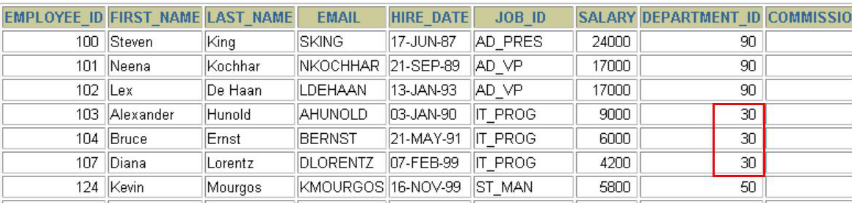 EMPLOYEE_ID FIRST_NAME LAST_NAME EMAIL HIRE_DATE JOB_ID SALARY DEPARTMENT_ID COMMISSIO
100 Steven King SKING 17-JUN-87 AD_PRES 24000 90
101 Neena Kochhar NKOCHHAR 21-SEP-89 AD_VP 17000 90
102 Lex De Haan LDEHAAN 13-JAN-93 AD_VP 17000 90
103 Alexander Hunold AHUNOLD 03-JAN-90 IT_PROG 9000 30
104 Bruce Ernst BERNST 21-MAY-91 IT_PROG 6000 30
107 Diana Lorentz DLORENTZ 07-FEB-99 IT_PROG 4200 30
124 Kevin Mourgos KMOURGOS 16-NOV-99 ST_MAN 5800 50